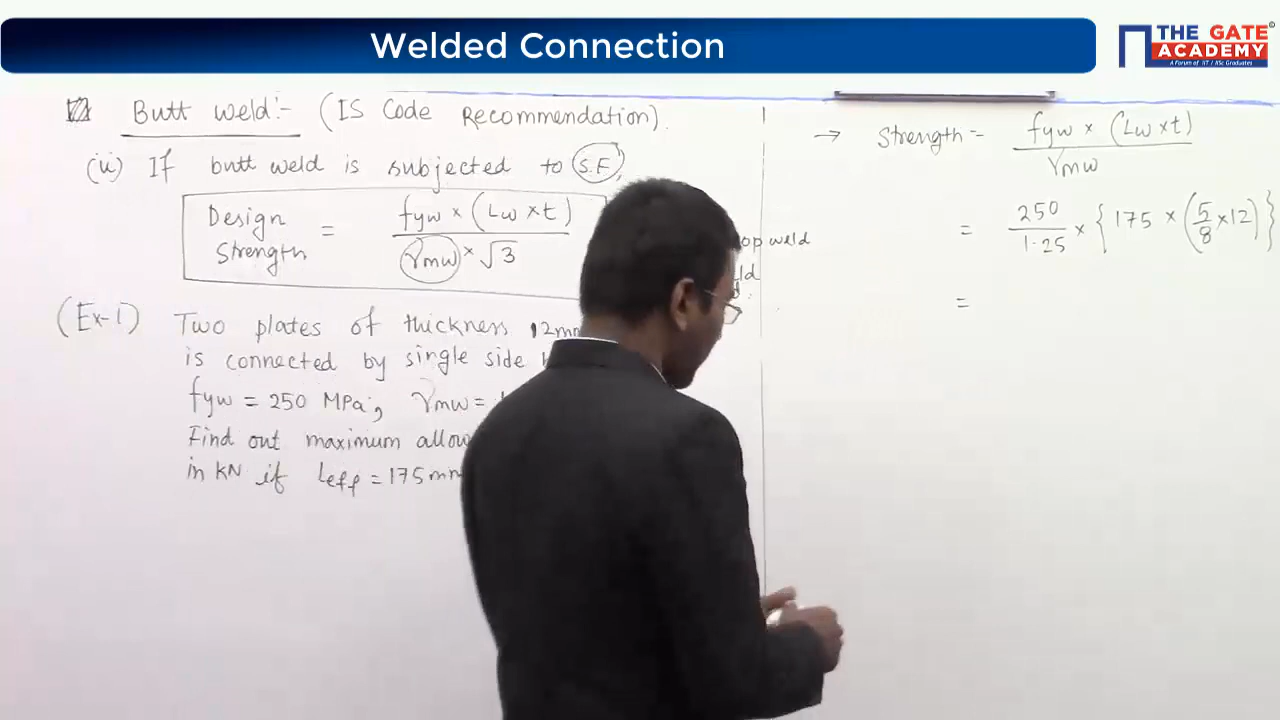 Welded Connection
THE GATE
ACADEMY
A Forum of IIT / IISc Graduates
Butt weld:- (IS Code Recommendation).
(ii) If butt weld is subjected to S.F,
Design Strength = fyw × (Lw × t) / γmw × √3
op weld
ld
(Ex-1) Two plates of thickness 12mm
is connected by single side
fyw = 250 MPa; γmw =
Find out maximum allow
in kN if Leff = 175mm
→ Strength = fyw × (Lw × t) / γmw
= 250 / 1.25 × { 175 × ( 5/8 × 12 ) }
=